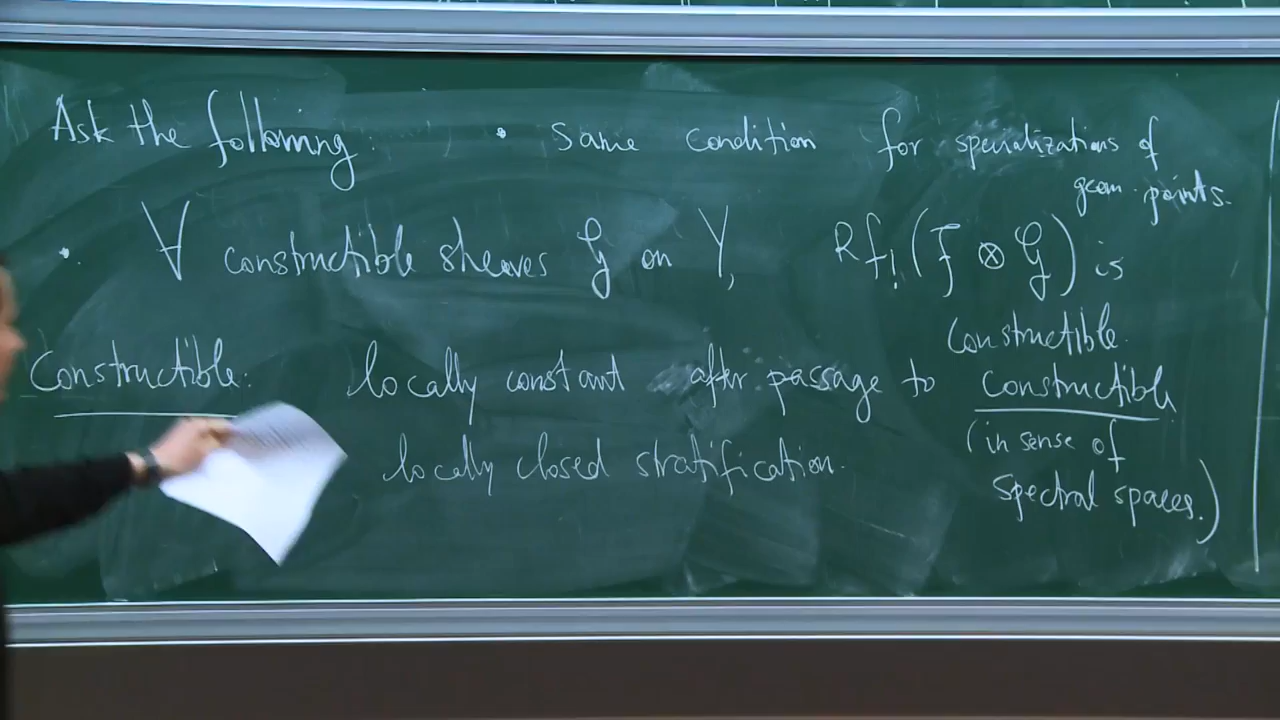 Ask the following:
• same condition for specializations of
geom. points.
• ∀ constructible sheaves G on Y, Rf!(F ⊗ G) is
constructible.
Constructible: locally constant after passage to constructible
locally closed stratification.
(in sense of
spectral spaces.)